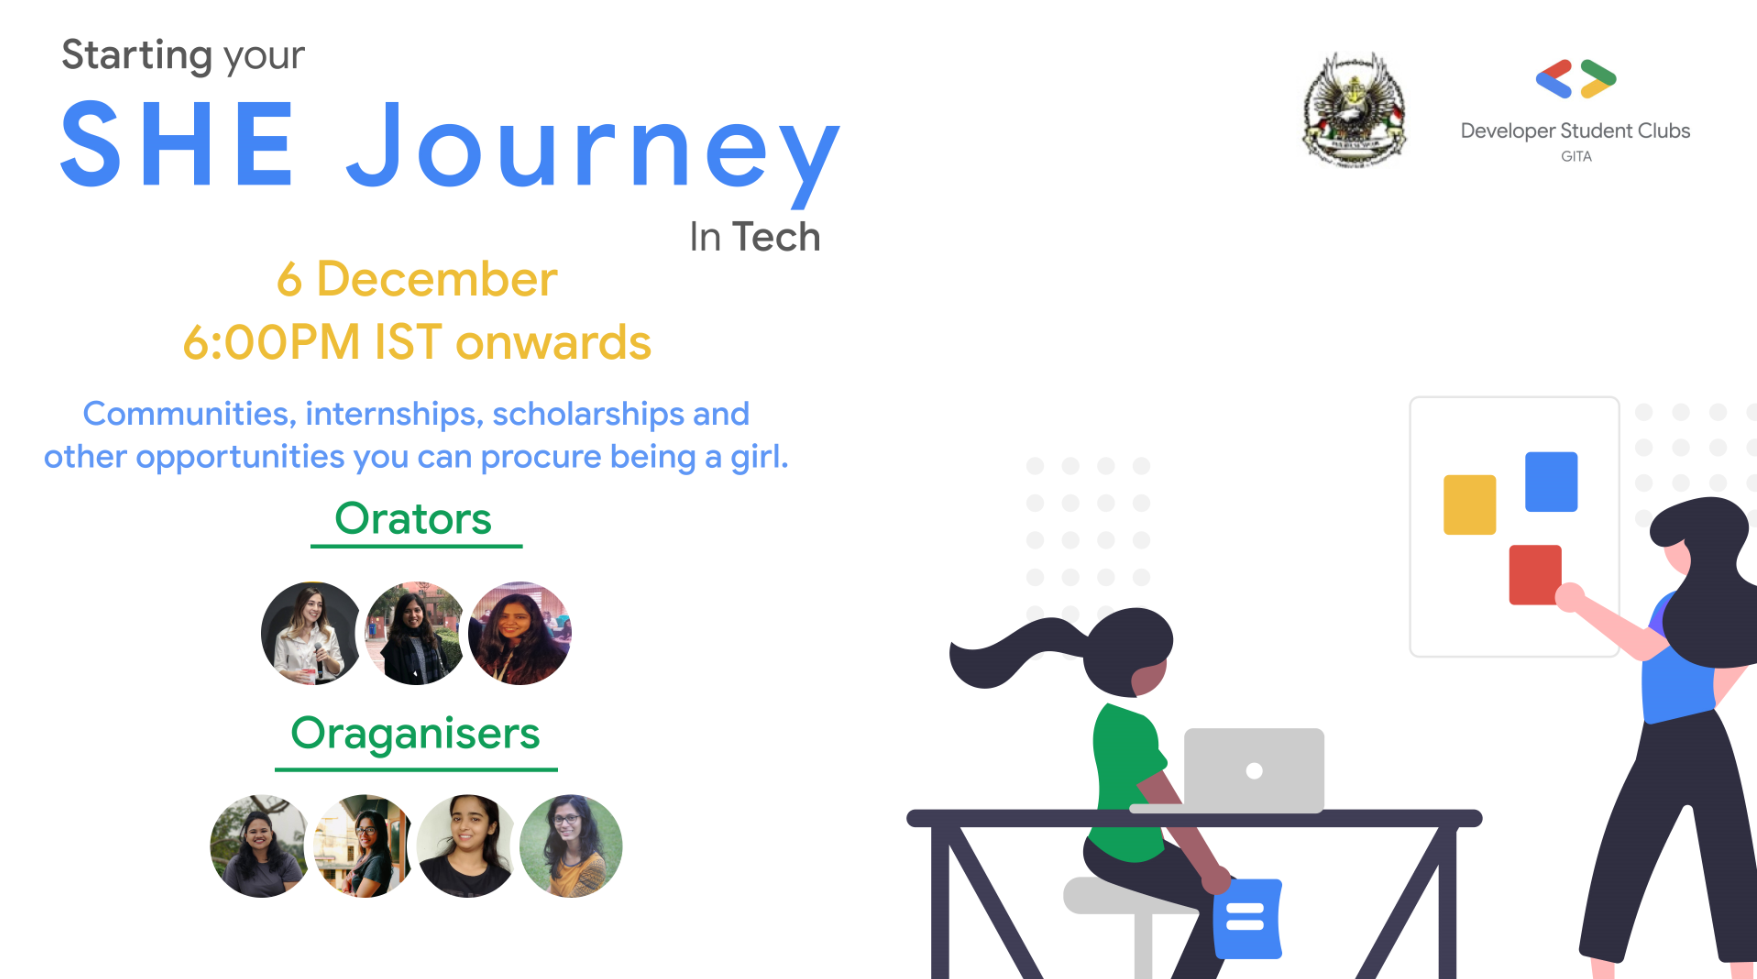 Starting your
SHE Journey
In Tech
6 December
6:00PM IST onwards
Communities, internships, scholarships and
other opportunities you can procure being a girl.
Orators
Oraganisers
Developer Student Clubs
GITA